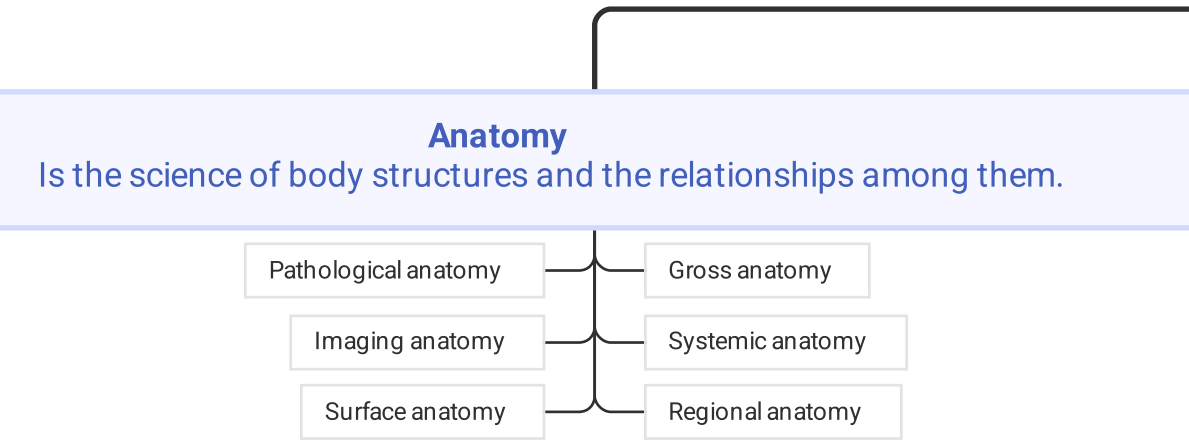 Anatomy
Is the science of body structures and the relationships among them.
Pathological anatomy
Gross anatomy
Imaging anatomy
Systemic anatomy
Surface anatomy
Regional anatomy